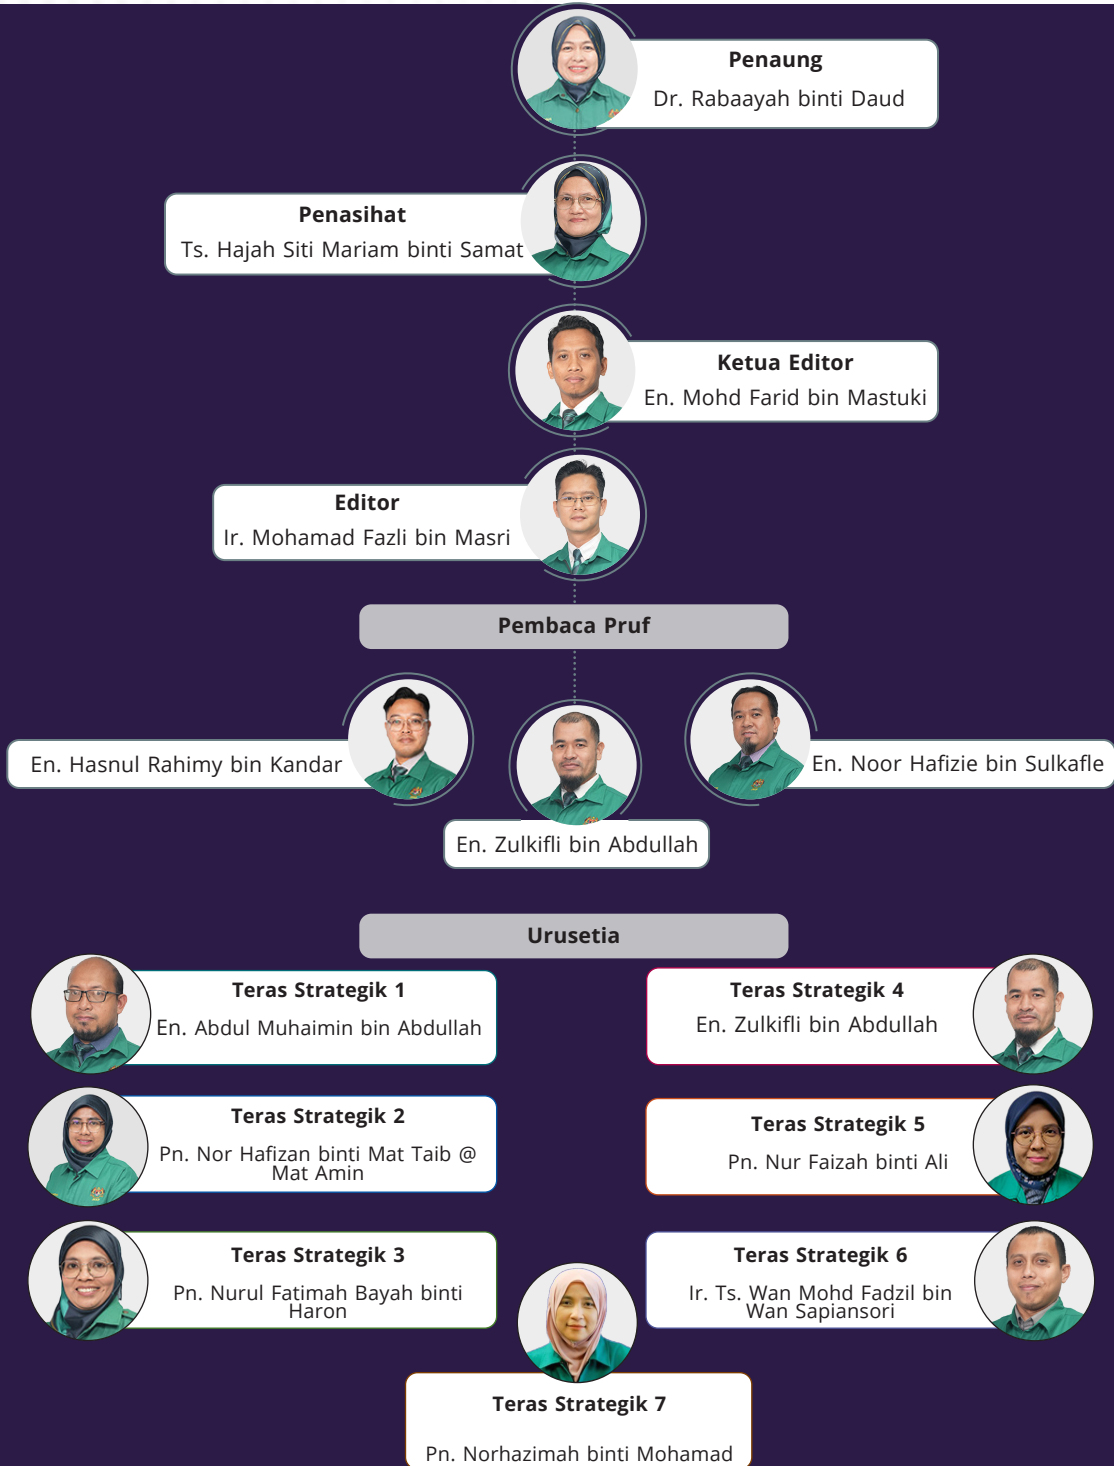 Penaung
Dr. Rabaayah binti Daud
Penasihat
Ts. Hajah Siti Mariam binti Samat
Ketua Editor
En. Mohd Farid bin Mastuki
Editor
Ir. Mohamad Fazli bin Masri
Pembaca Pruf
En. Hasnul Rahimy bin Kandar
En. Zulkifli bin Abdullah
En. Noor Hafizie bin Sulkafle
Urusetia
Teras Strategik 1
En. Abdul Muhaimin bin Abdullah
Teras Strategik 2
Pn. Nor Hafizan binti Mat Taib @
Mat Amin
Teras Strategik 3
Pn. Nurul Fatimah Bayah binti
Haron
Teras Strategik 4
En. Zulkifli bin Abdullah
Teras Strategik 5
Pn. Nur Faizah binti Ali
Teras Strategik 6
Ir. Ts. Wan Mohd Fadzil bin
Wan Sapiansori
Teras Strategik 7
Pn. Norhazimah binti Mohamad